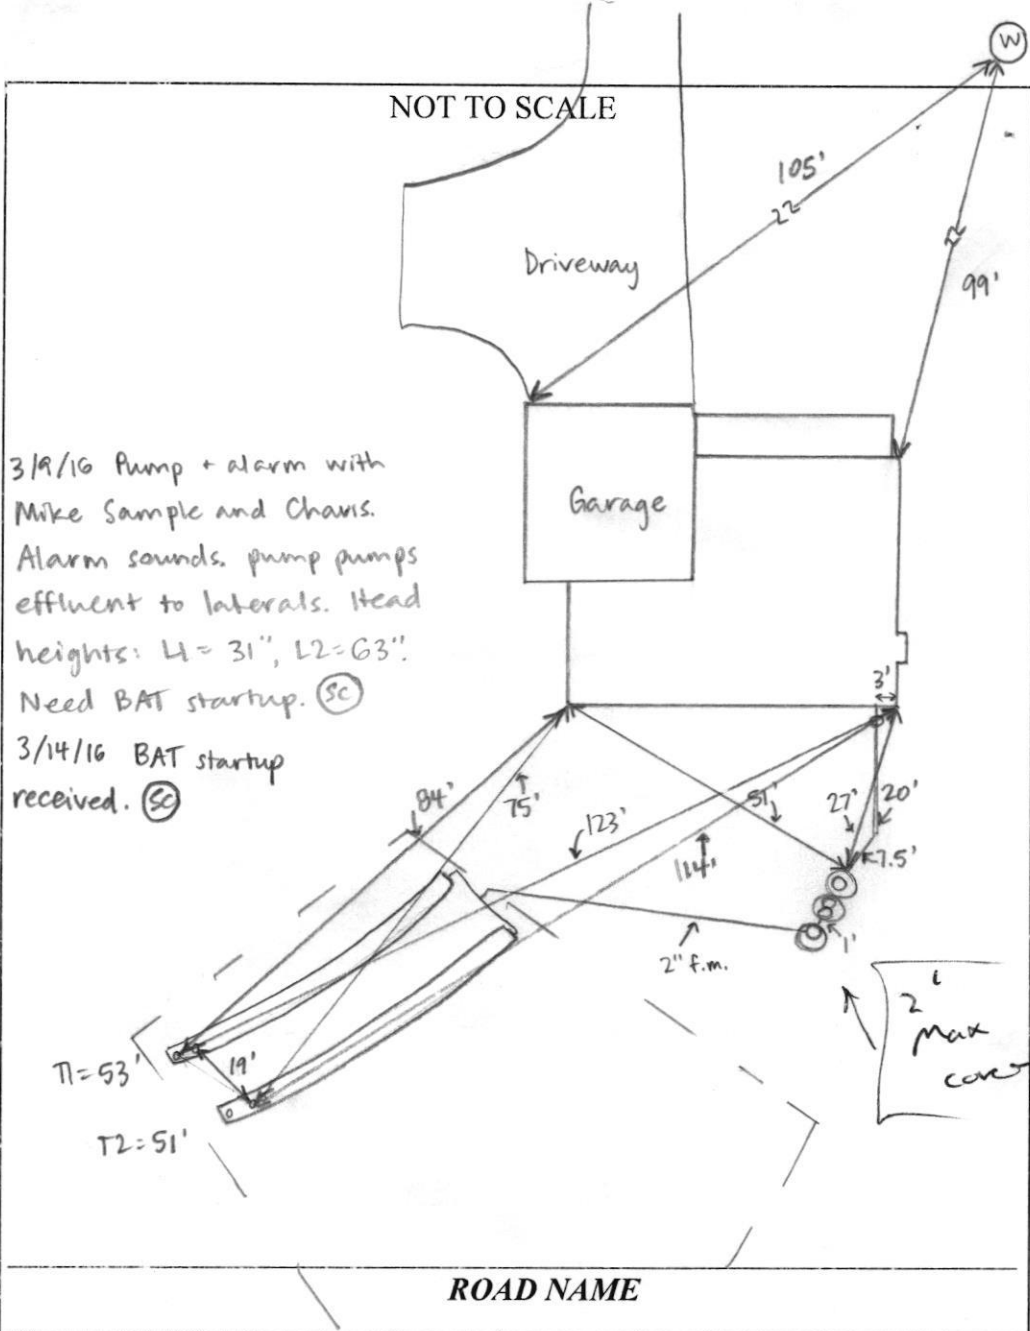 W
NOT TO SCALE
105'
Driveway
99'
Garage
3/9/16 Pump + alarm with
Mike Sample and Chavis.
Alarm sounds. pump pumps
effluent to laterals. Head
heights: L1 = 31", L2=63".
Need BAT startup. SC
3/14/16 BAT startup
received. SC
3'
84'
75'
123'
114'
51'
27'
20'
7.5'
1'
2" f.m.
2'
Max
cover
19'
T1=53'
T2=51'
ROAD NAME